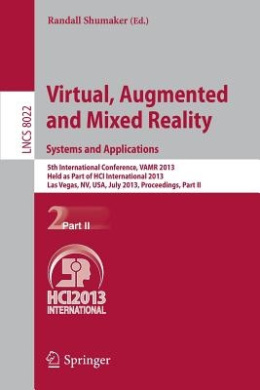 Randall Shumaker (Ed.)
LNCS 8022
Virtual, Augmented
and Mixed Reality
Systems and Applications
5th International Conference, VAMR 2013
Held as Part of HCI International 2013
Las Vegas, NV, USA, July 2013, Proceedings, Part II
2 Part II
HCI2013
INTERNATIONAL
Springer